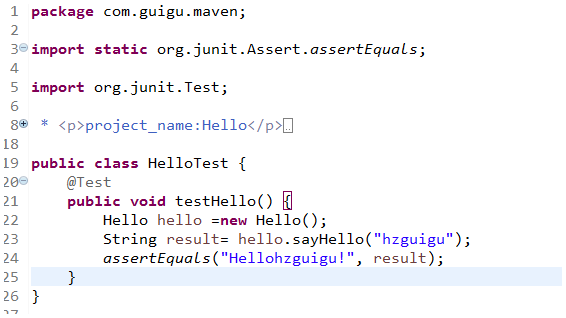 1 package com.guigu.maven;
2
3 import static org.junit.Assert.assertEquals;
4
5 import org.junit.Test;
6
8 * <p>project_name:Hello</p>
18
19 public class HelloTest {
20 @Test
21 public void testHello() {
22 Hello hello =new Hello();
23 String result= hello.sayHello("hzguigu");
24 assertEquals("Hellohzguigu!", result);
25 }
26 }
27